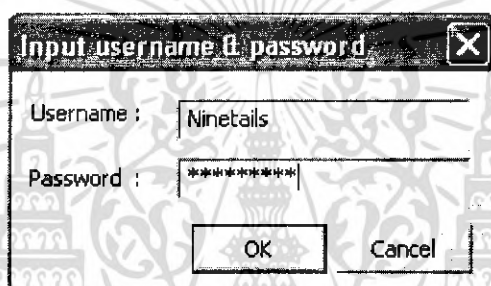 Input username & password
Username : Ninetails
Password : *********
OK Cancel